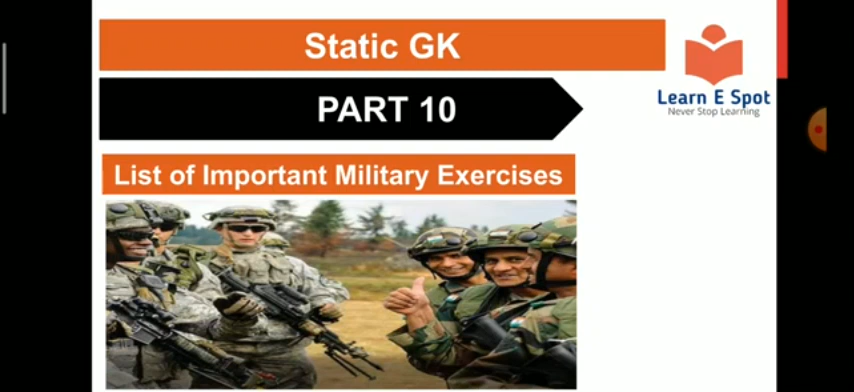 Static GK
PART 10
Learn E Spot
Never Stop Learning
List of Important Military Exercises